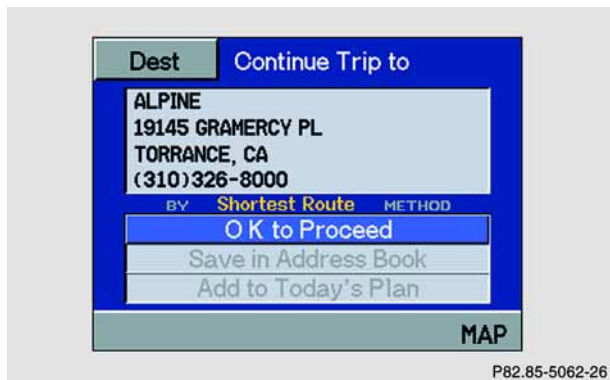 Dest Continue Trip to
ALPINE
19145 GRAMERCY PL
TORRANCE, CA
(310)326-8000
BY Shortest Route METHOD
OK to Proceed
Save in Address Book
Add to Today's Plan
MAP
P82.85-5062-26